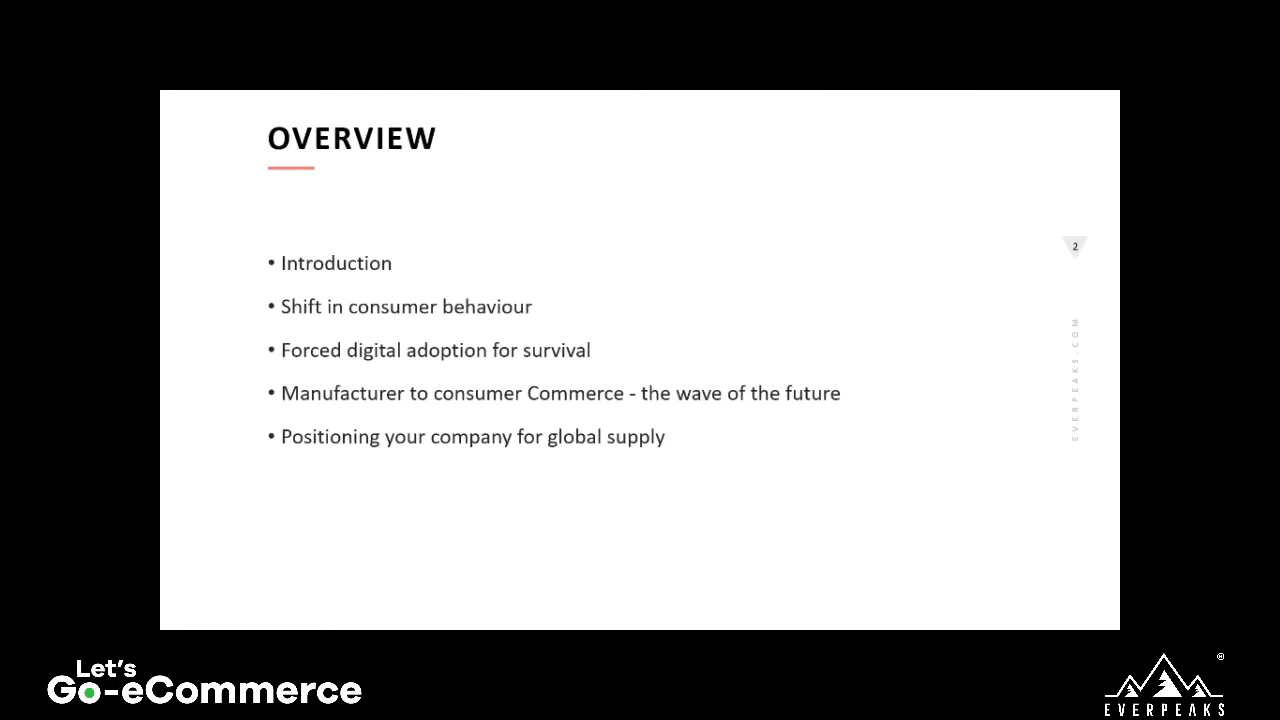 OVERVIEW
• Introduction
• Shift in consumer behaviour
• Forced digital adoption for survival
• Manufacturer to consumer Commerce - the wave of the future
• Positioning your company for global supply
2
EVERPEAKS.COM
Let's
Go-eCommerce
®
EVERPEAKS